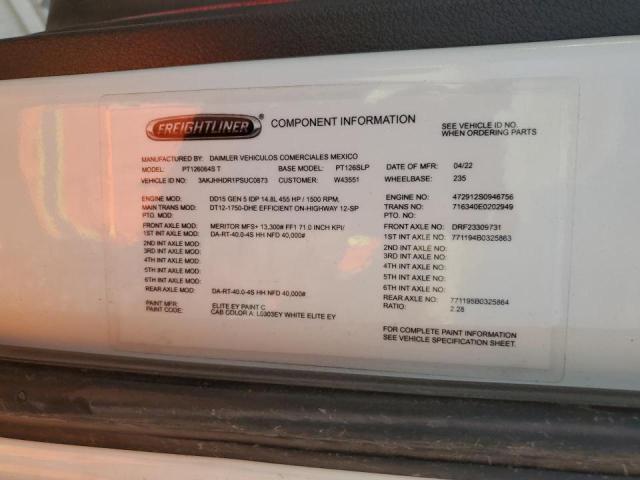 FREIGHTLINER® COMPONENT INFORMATION
SEE VEHICLE ID NO.
WHEN ORDERING PARTS
MANUFACTURED BY: DAIMLER VEHICULOS COMERCIALES MEXICO DATE OF MFR: 04/22
MODEL: PT126064S T BASE MODEL: PT126SLP WHEELBASE: 235
VEHICLE ID NO: 3AKJHHDR1PSUC0873 CUSTOMER: W43551
ENGINE MOD: DD15 GEN 5 IDP 14.8L 455 HP / 1500 RPM, ENGINE NO: 472912S0946756
MAIN TRANS MOD: DT12-1750-DHE EFFICIENT ON-HIGHWAY 12-SP TRANS NO: 716340E0202949
PTO. MOD: PTO. MOD:
FRONT AXLE MOD: MERITOR MFS+ 13,300# FF1 71.0 INCH KPI/ FRONT AXLE NO: DRF23309731
1ST INT AXLE MOD: DA-RT-40.0-4S HH NFD 40,000# 1ST INT AXLE NO: 771194B0325863
2ND INT AXLE MOD: 2ND INT AXLE NO:
3RD INT AXLE MOD: 3RD INT AXLE NO:
4TH INT AXLE MOD: 4TH INT AXLE NO:
5TH INT AXLE MOD: 5TH INT AXLE NO:
6TH INT AXLE MOD: 6TH INT AXLE NO:
REAR AXLE MOD: DA-RT-40.0-4S HH NFD 40,000# REAR AXLE NO: 771195B0325864
RATIO: 2.28
PAINT MFR: ELITE EY PAINT C
PAINT CODE: CAB COLOR A: L0303EY WHITE ELITE EY
FOR COMPLETE PAINT INFORMATION
SEE VEHICLE SPECIFICATION SHEET.